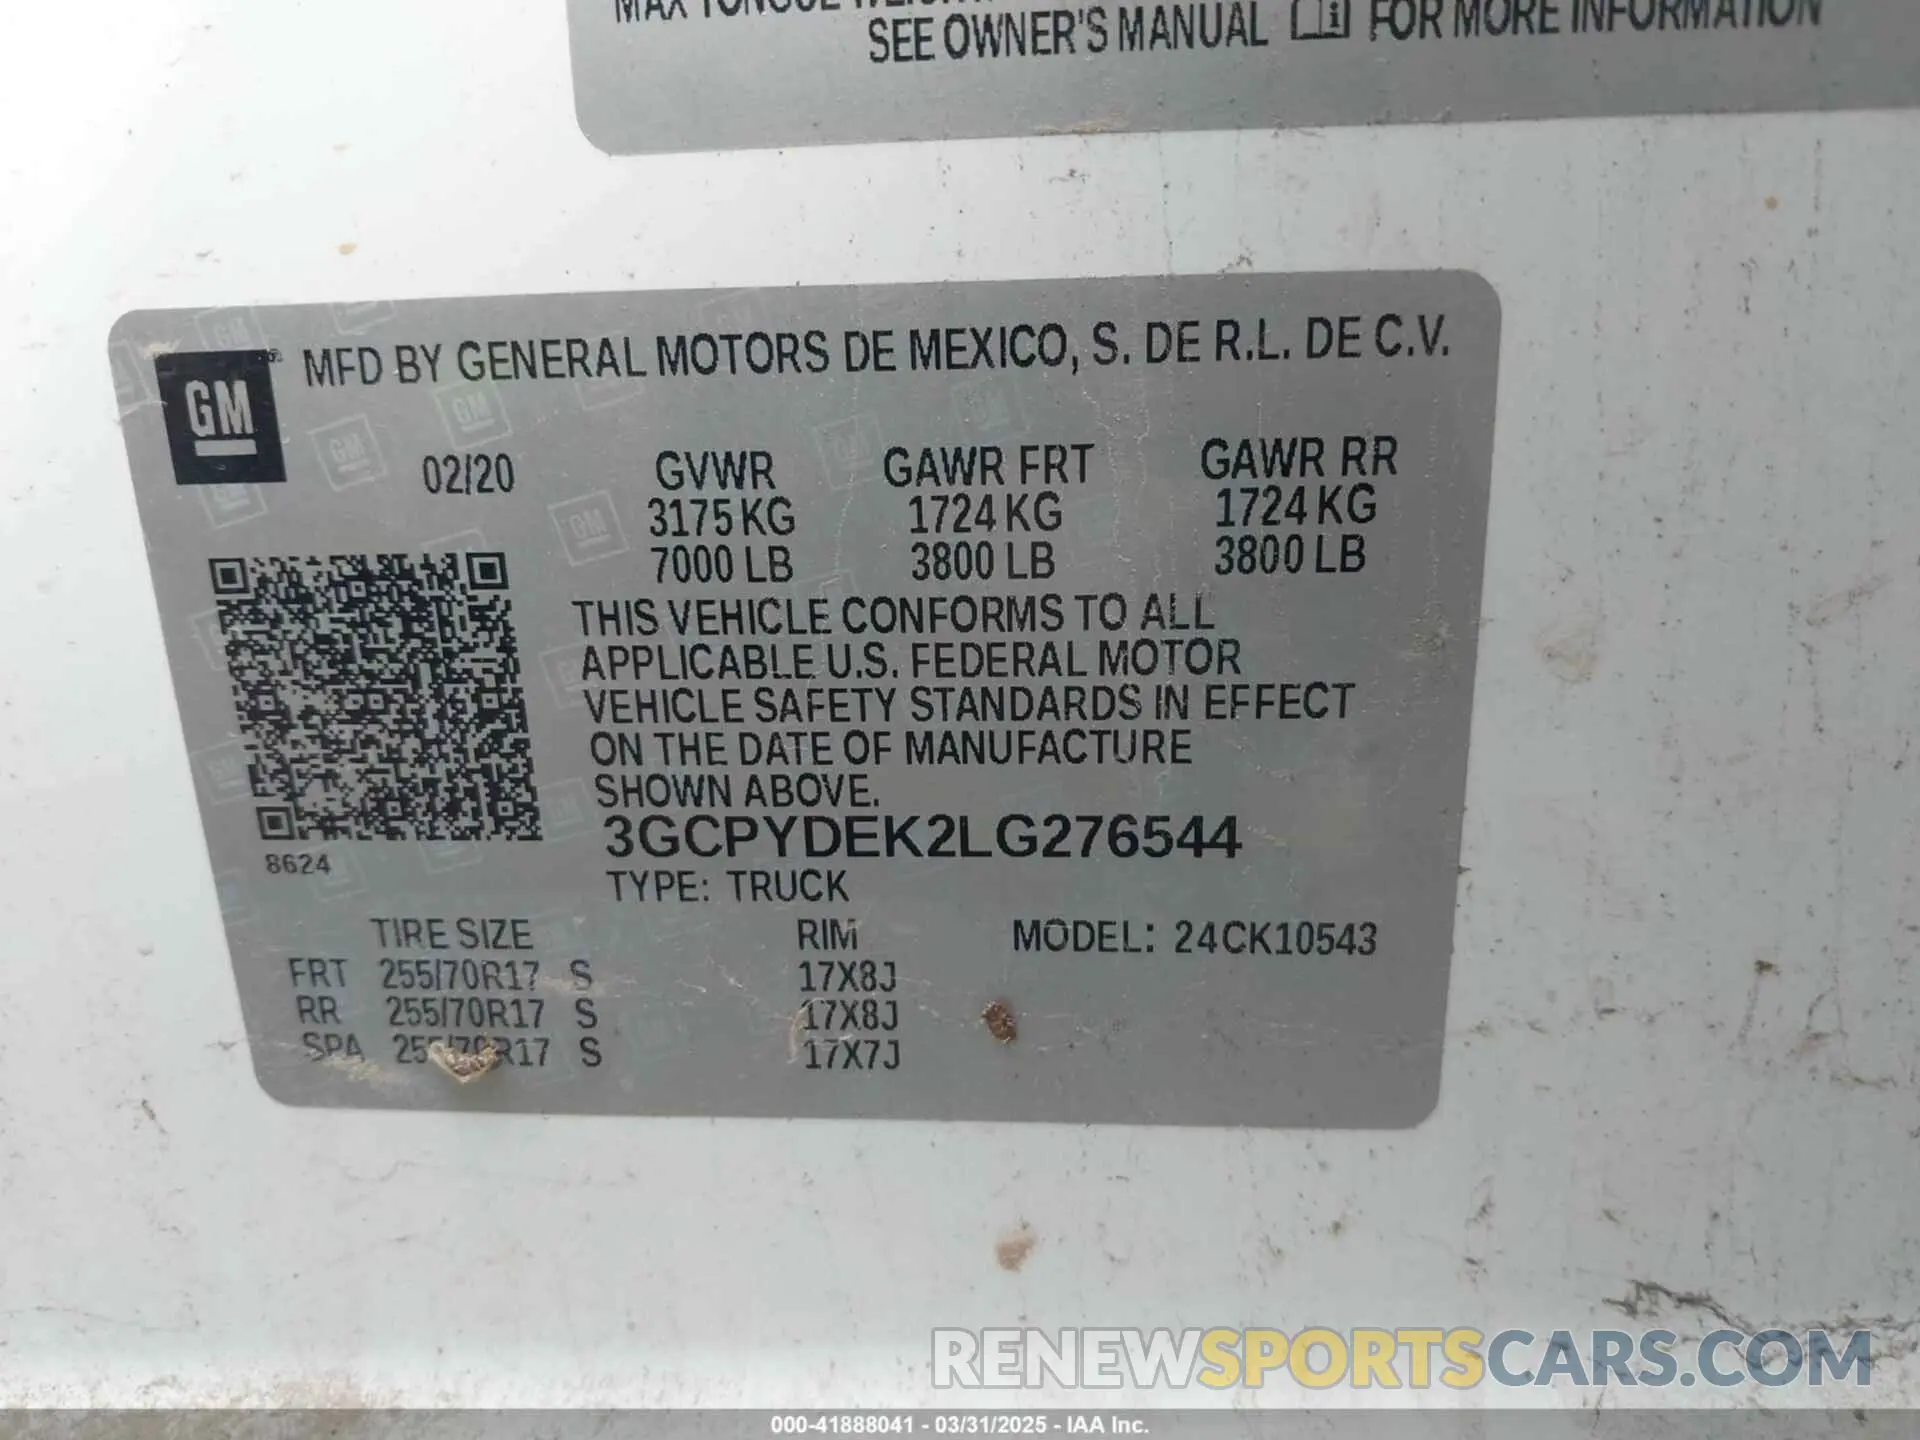 MAX TONGUE
SEE OWNER'S MANUAL FOR MORE INFORMATION
GM
MFD BY GENERAL MOTORS DE MEXICO, S. DE R.L. DE C.V.
02/20 GVWR GAWR FRT GAWR RR
3175 KG 1724 KG 1724 KG
7000 LB 3800 LB 3800 LB
THIS VEHICLE CONFORMS TO ALL
APPLICABLE U.S. FEDERAL MOTOR
VEHICLE SAFETY STANDARDS IN EFFECT
ON THE DATE OF MANUFACTURE
SHOWN ABOVE.
3GCPYDEK2LG276544
8624
TYPE: TRUCK
TIRE SIZE RIM MODEL: 24CK10543
FRT 255/70R17 S 17X8J
RR 255/70R17 S 17X8J
SPA 255/70R17 S 17X7J
RENEWSPORTSCARS.COM
000-41888041 - 03/31/2025 - IAA Inc.